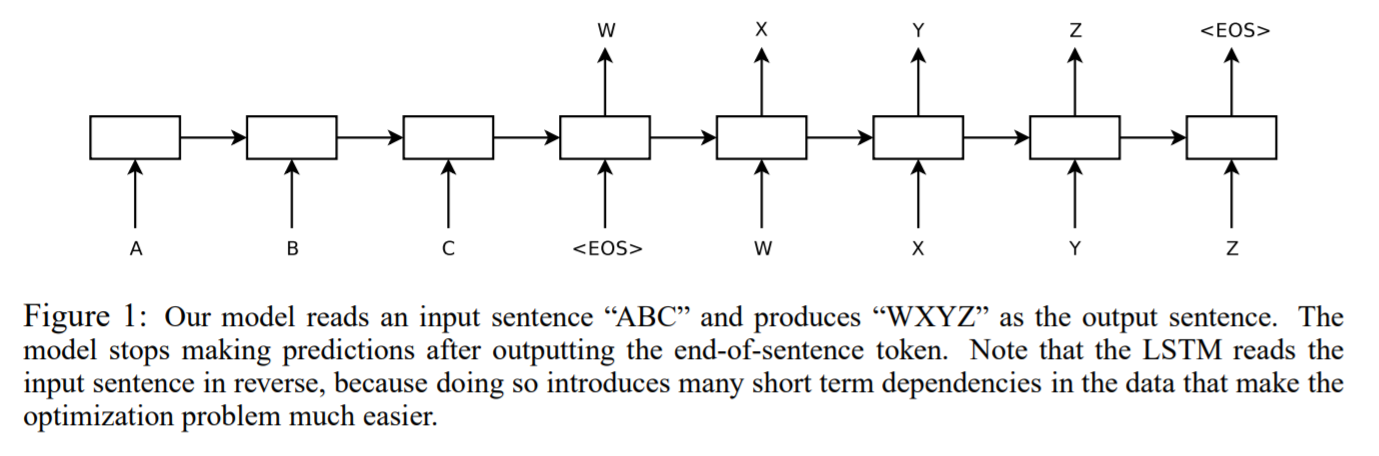 W X Y Z <EOS>
A B C <EOS> W X Y Z
Figure 1: Our model reads an input sentence “ABC” and produces “WXYZ” as the output sentence. The
model stops making predictions after outputting the end-of-sentence token. Note that the LSTM reads the
input sentence in reverse, because doing so introduces many short term dependencies in the data that make the
optimization problem much easier.